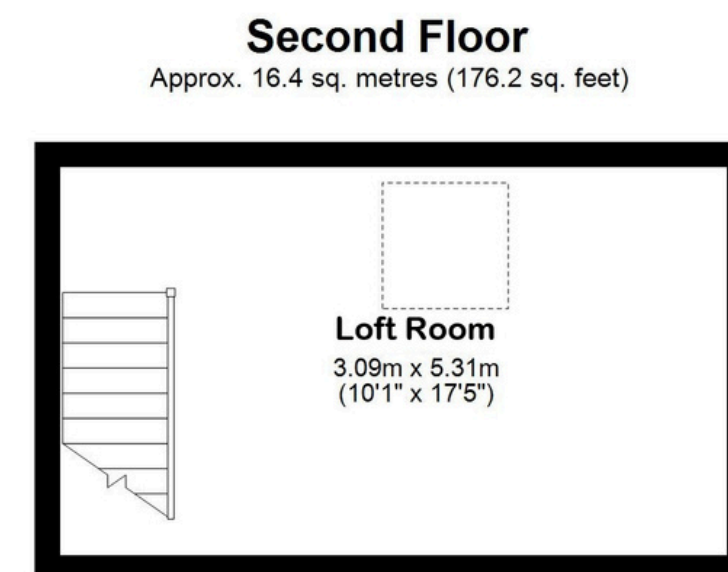 Second Floor
Approx. 16.4 sq. metres (176.2 sq. feet)
Loft Room
3.09m x 5.31m
(10'1" x 17'5")